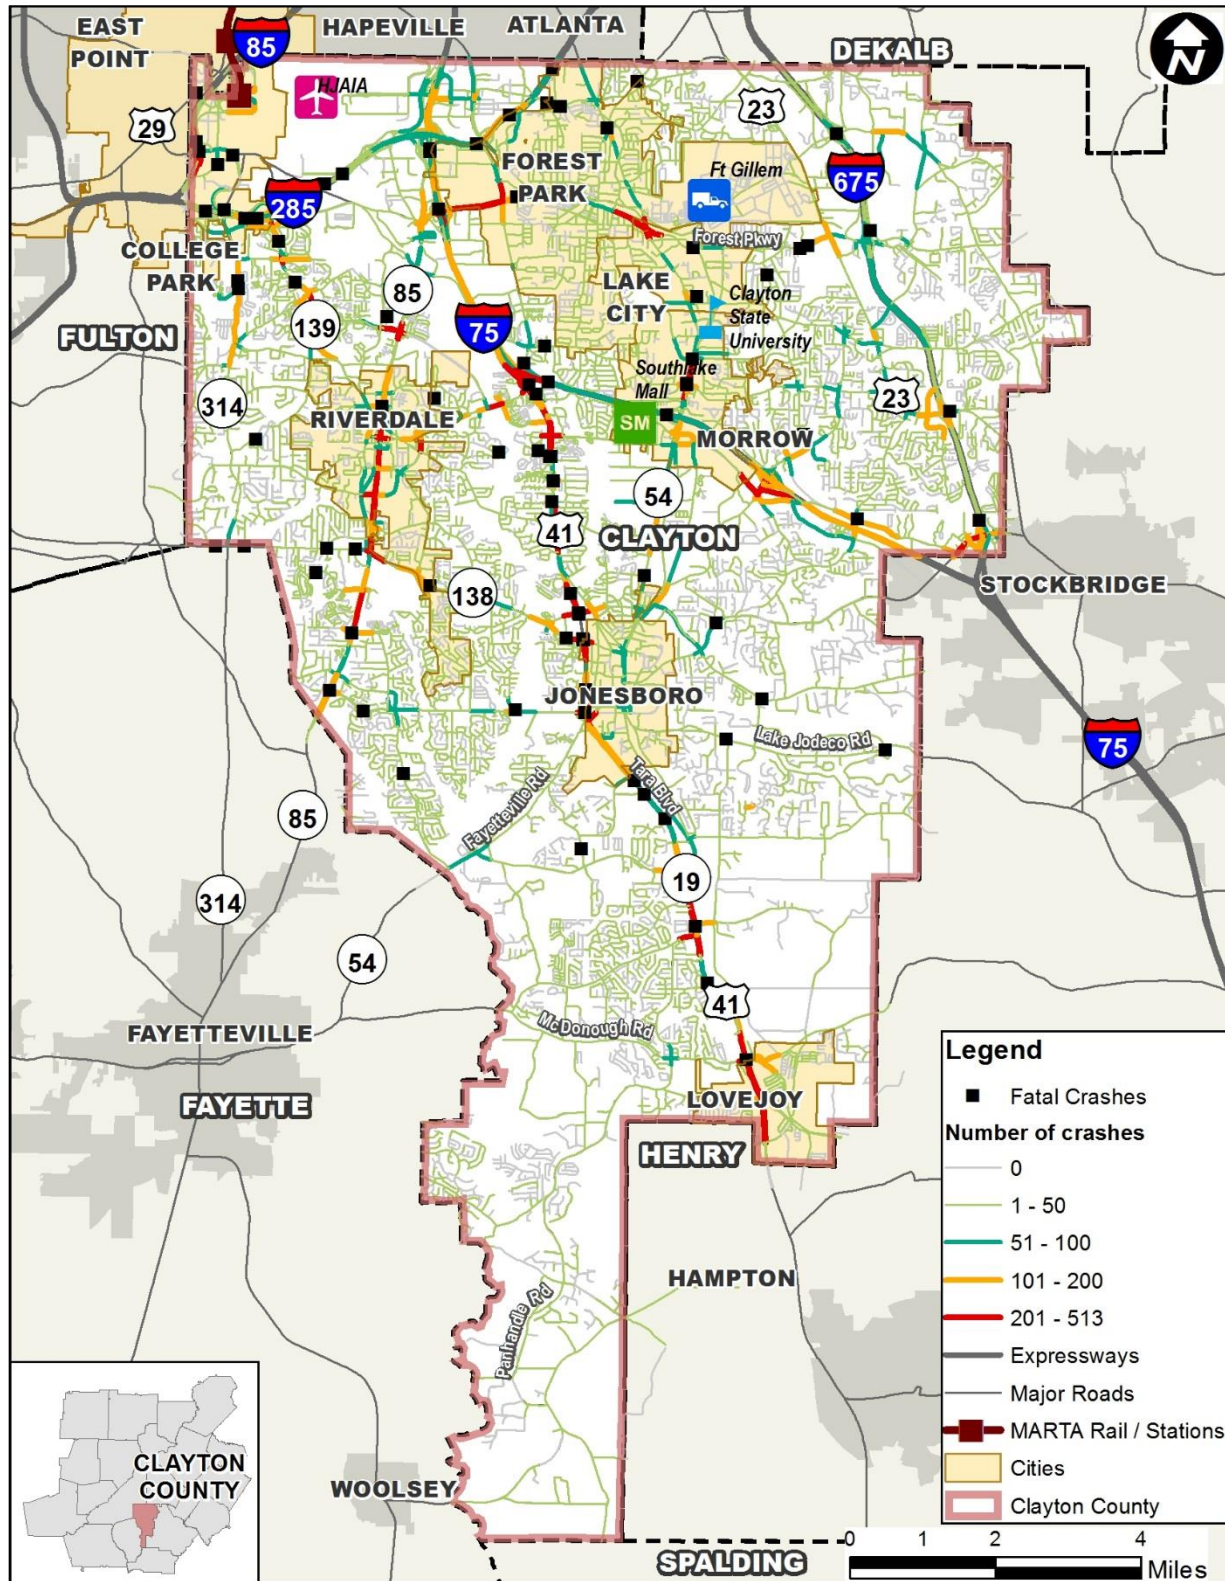 EAST
POINT
85
HAPEVILLE
ATLANTA
DEKALB
N
HJAIA
29
23
FOREST
PARK
Ft Gillem
675
285
Forest Pkwy
COLLEGE
PARK
85
LAKE
CITY
Clayton
State
University
FULTON
139
75
Southlake
Mall
314
RIVERDALE
SM
MORROW
23
54
41
CLAYTON
STOCKBRIDGE
138
JONESBORO
Lake Jodeco Rd
75
Tara Blvd
Fayetteville Rd
85
19
314
54
41
FAYETTEVILLE
McDonough Rd
FAYETTE
LOVEJOY
HENRY
HAMPTON
Panhandle Rd
WOOLSEY
SPALDING
Legend
Fatal Crashes
Number of crashes
0
1 - 50
51 - 100
101 - 200
201 - 513
Expressways
Major Roads
MARTA Rail / Stations
Cities
Clayton County
0 1 2 4
Miles
CLAYTON
COUNTY